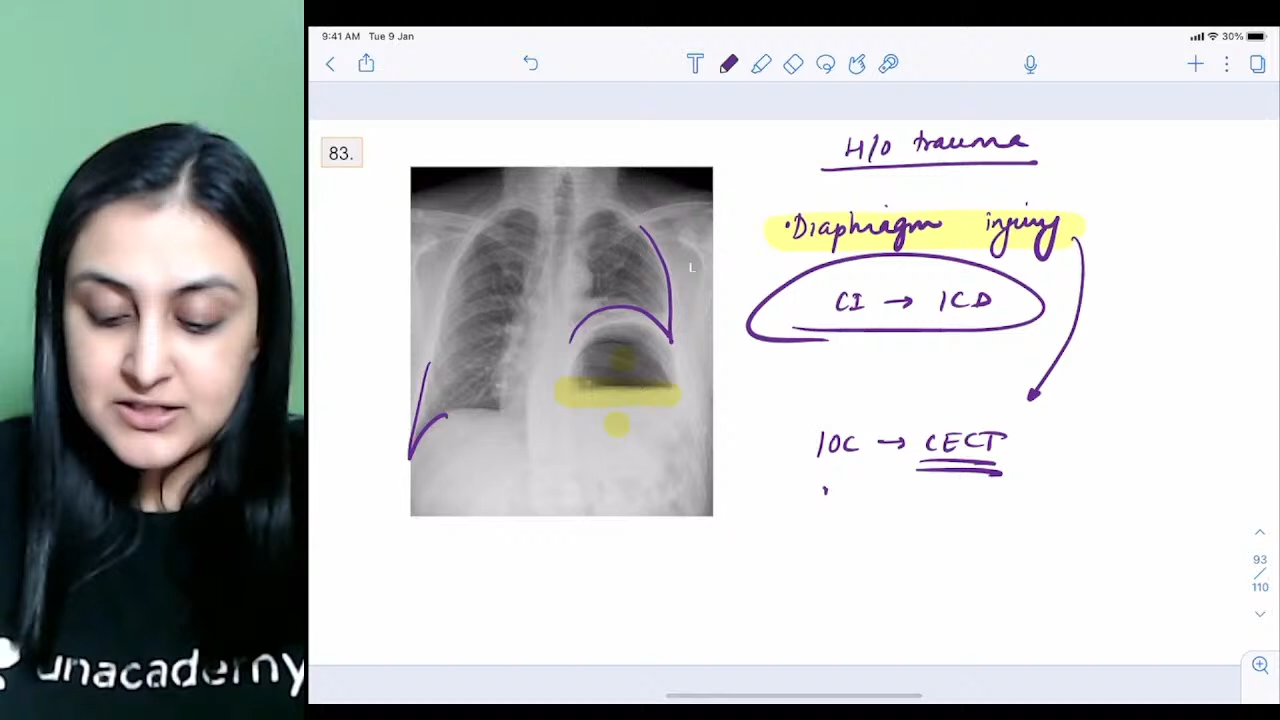 9:41 AM Tue 9 Jan
30%
83.
H/o trauma
•Diaphragm injury
L
CI → ICD
IOC → CECT
93
/
110
unacademy